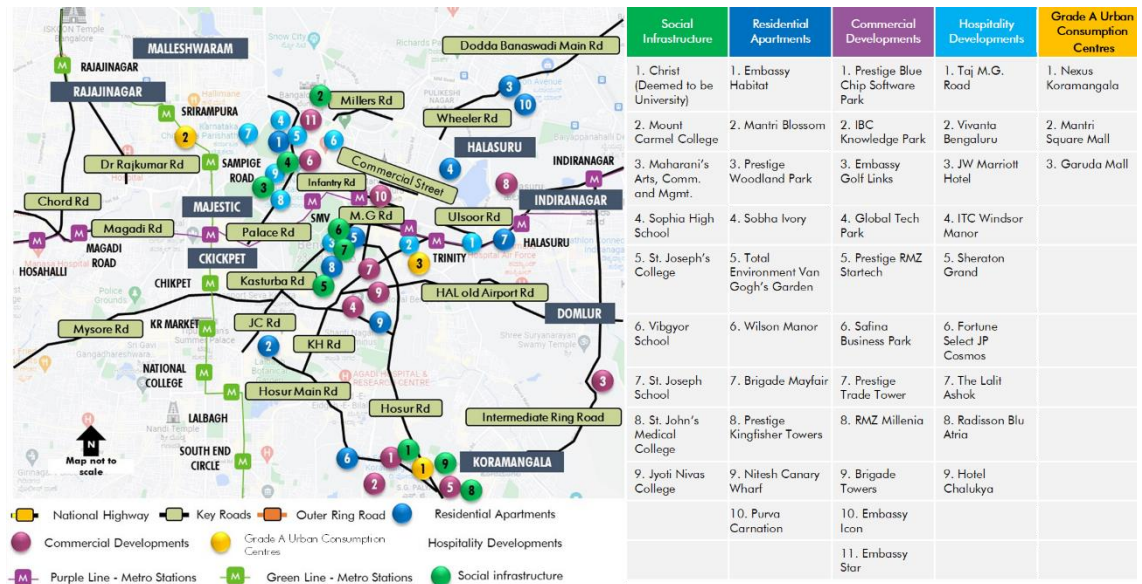 MALLESHWARAM
Dodda Banaswadi Main Rd
RAJAJINAGAR
RAJAJINAGAR
SRIRAMPURA
Millers Rd
Wheeler Rd
HALASURU
Dr Rajkumar Rd
SAMPIGE
ROAD
Commercial Street
INDIRANAGAR
Infantry Rd
INDIRANAGAR
Chord Rd
MAJESTIC
SMV
M.G Rd
Ulsoor Rd
Magadi Rd
Palace Rd
HALASURU
HOSAHALLI
MAGADI
ROAD
CKICKPET
TRINITY
CHIKPET
Kasturba Rd
HAL old Airport Rd
Mysore Rd
KR MARKET
JC Rd
DOMLUR
KH Rd
NATIONAL
COLLEGE
Hosur Main Rd
Hosur Rd
Intermediate Ring Road
LALBAGH
N
Map not to
scale
SOUTH END
CIRCLE
KORAMANGALA
National Highway
Key Roads
Outer Ring Road
Residential Apartments
Commercial Developments
Grade A Urban Consumption
Centres
Hospitality Developments
Purple Line - Metro Stations
Green Line - Metro Stations
Social infrastructure
Social Infrastructure
Residential Apartments
Commercial Developments
Hospitality Developments
Grade A Urban Consumption Centres
1. Christ (Deemed to be University)
1. Embassy Habitat
1. Prestige Blue Chip Software Park
1. Taj M.G. Road
1. Nexus Koramangala
2. Mount Carmel College
2. Mantri Blossom
2. IBC Knowledge Park
2. Vivanta Bengaluru
2. Mantri Square Mall
3. Maharani's Arts, Comm. and Mgmt.
3. Prestige Woodland Park
3. Embassy Golf Links
3. JW Marriott Hotel
3. Garuda Mall
4. Sophia High School
4. Sobha Ivory
4. Global Tech Park
4. ITC Windsor Manor
5. St. Joseph's College
5. Total Environment Van Gogh's Garden
5. Prestige RMZ Startech
5. Sheraton Grand
6. Vibgyor School
6. Wilson Manor
6. Safina Business Park
6. Fortune Select JP Cosmos
7. St. Joseph School
7. Brigade Mayfair
7. Prestige Trade Tower
7. The Lalit Ashok
8. St. John's Medical College
8. Prestige Kingfisher Towers
8. RMZ Millenia
8. Radisson Blu Atria
9. Jyoti Nivas College
9. Nitesh Canary Wharf
9. Brigade Towers
9. Hotel Chalukya
10. Purva Carnation
10. Embassy Icon
11. Embassy Star